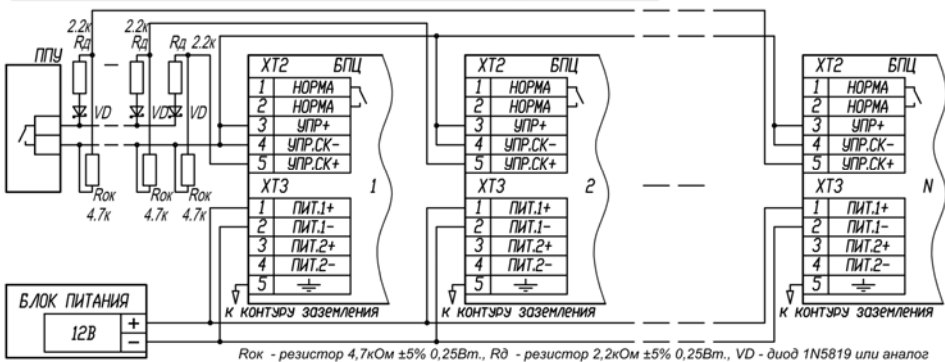 2.2к
Rд
2.2к
Rд
Rд 2.2к
ППУ
VD
VD
VD
Rок
4.7к
Rок
4.7к
Rок
4.7к
ХТ2 БПЦ
1 НОРМА
2 НОРМА
3 УПР+
4 УПР.СК-
5 УПР.СК+
ХТ3 1
1 ПИТ.1+
2 ПИТ.1-
3 ПИТ.2+
4 ПИТ.2-
5
к контуру заземления
ХТ2 БПЦ
1 НОРМА
2 НОРМА
3 УПР+
4 УПР.СК-
5 УПР.СК+
ХТ3 2
1 ПИТ.1+
2 ПИТ.1-
3 ПИТ.2+
4 ПИТ.2-
5
к контуру заземления
ХТ2 БПЦ
1 НОРМА
2 НОРМА
3 УПР+
4 УПР.СК-
5 УПР.СК+
ХТ3 N
1 ПИТ.1+
2 ПИТ.1-
3 ПИТ.2+
4 ПИТ.2-
5
к контуру заземления
БЛОК ПИТАНИЯ
12В
+
−
Rок - резистор 4,7кОм ±5% 0,25Вт., Rд - резистор 2,2кОм ±5% 0,25Вт., VD - диод 1N5819 или аналог